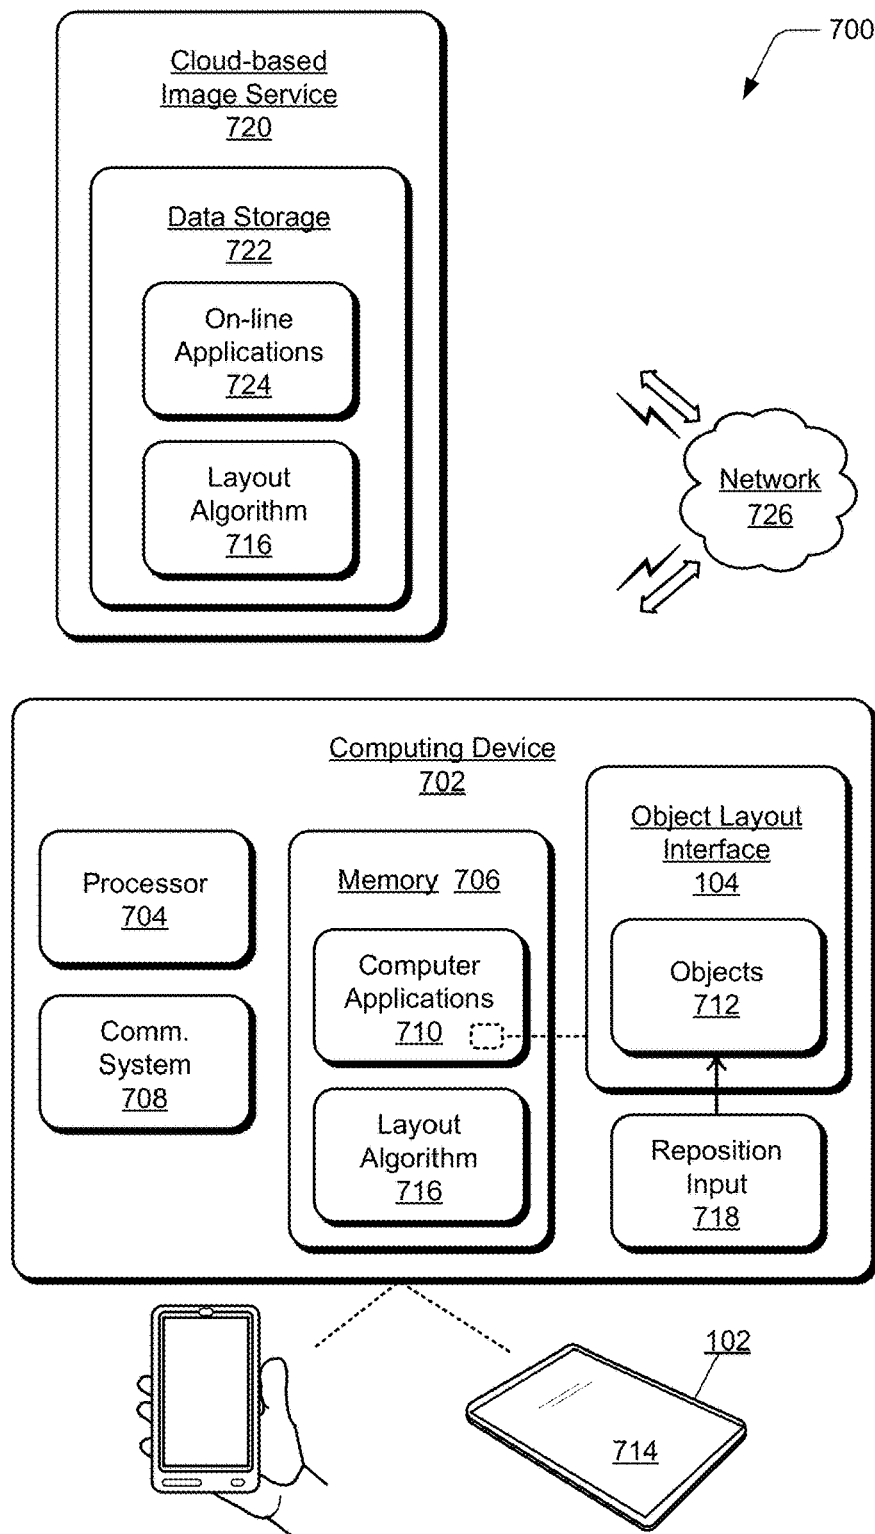 700
Cloud-based
Image Service
720
Data Storage
722
On-line
Applications
724
Layout
Algorithm
716
Network
726
Computing Device
702
Processor
704
Comm.
System
708
Memory 706
Computer
Applications
710
Layout
Algorithm
716
Object Layout
Interface
104
Objects
712
Reposition
Input
718
102
714